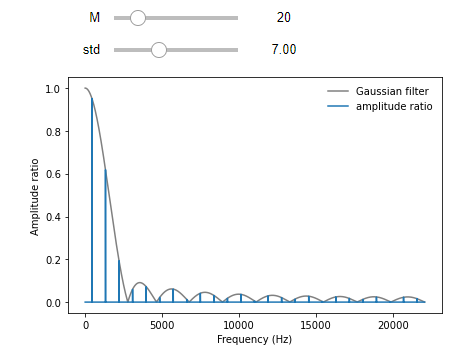 M 20
std 7.00
1.0
0.8
0.6
0.4
0.2
0.0
Amplitude ratio
Gaussian filter
amplitude ratio
0 5000 10000 15000 20000
Frequency (Hz)